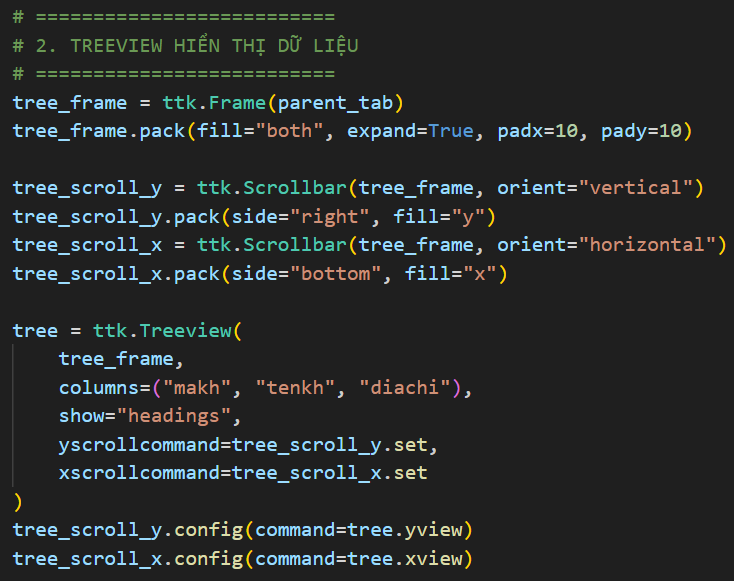 # ==========================
# 2. TREEVIEW HIỂN THỊ DỮ LIỆU
# ==========================
tree_frame = ttk.Frame(parent_tab)
tree_frame.pack(fill="both", expand=True, padx=10, pady=10)

tree_scroll_y = ttk.Scrollbar(tree_frame, orient="vertical")
tree_scroll_y.pack(side="right", fill="y")
tree_scroll_x = ttk.Scrollbar(tree_frame, orient="horizontal")
tree_scroll_x.pack(side="bottom", fill="x")

tree = ttk.Treeview(
    tree_frame,
    columns=("makh", "tenkh", "diachi"),
    show="headings",
    yscrollcommand=tree_scroll_y.set,
    xscrollcommand=tree_scroll_x.set
)
tree_scroll_y.config(command=tree.yview)
tree_scroll_x.config(command=tree.xview)